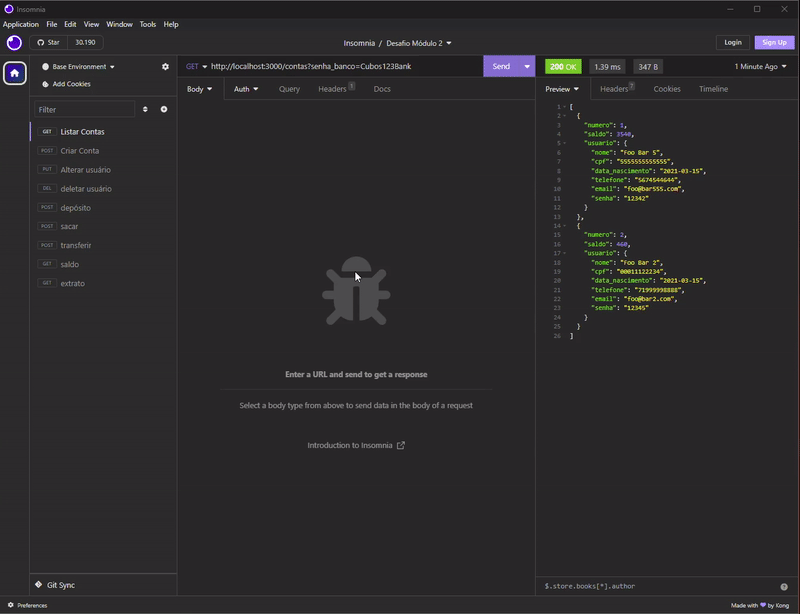 Insomnia
Application File Edit View Window Tools Help
Star 30.190
Insomnia / Desafio Módulo 2
Login Sign Up
Base Environment
Add Cookies
Filter
GET Listar Contas
POST Criar Conta
PUT Alterar usuário
DEL deletar usuário
POST depósito
POST sacar
POST transferir
GET saldo
GET extrato
Git Sync
Preferences
GET http://localhost:3000/contas?senha_banco=Cubos123Bank
Send
Body Auth Query Headers 1 Docs
Enter a URL and send to get a response
Select a body type from above to send data in the body of a request
Introduction to Insomnia
200 OK 1.39 ms 347 B 1 Minute Ago
Preview Headers 7 Cookies Timeline
1 [
2 {
3 "numero": 1,
4 "saldo": 3540,
5 "usuario": {
6 "nome": "Foo Bar 5",
7 "cpf": "5555555555555",
8 "data_nascimento": "2021-03-15",
9 "telefone": "5674544644",
10 "email": "foo@bar555.com",
11 "senha": "12342"
12 }
13 },
14 {
15 "numero": 2,
16 "saldo": 460,
17 "usuario": {
18 "nome": "Foo Bar 2",
19 "cpf": "00011122234",
20 "data_nascimento": "2021-03-15",
21 "telefone": "71999998888",
22 "email": "foo@bar2.com",
23 "senha": "12345"
24 }
25 }
26 ]
$.store.books[*].author
Made with 💜 by Kong